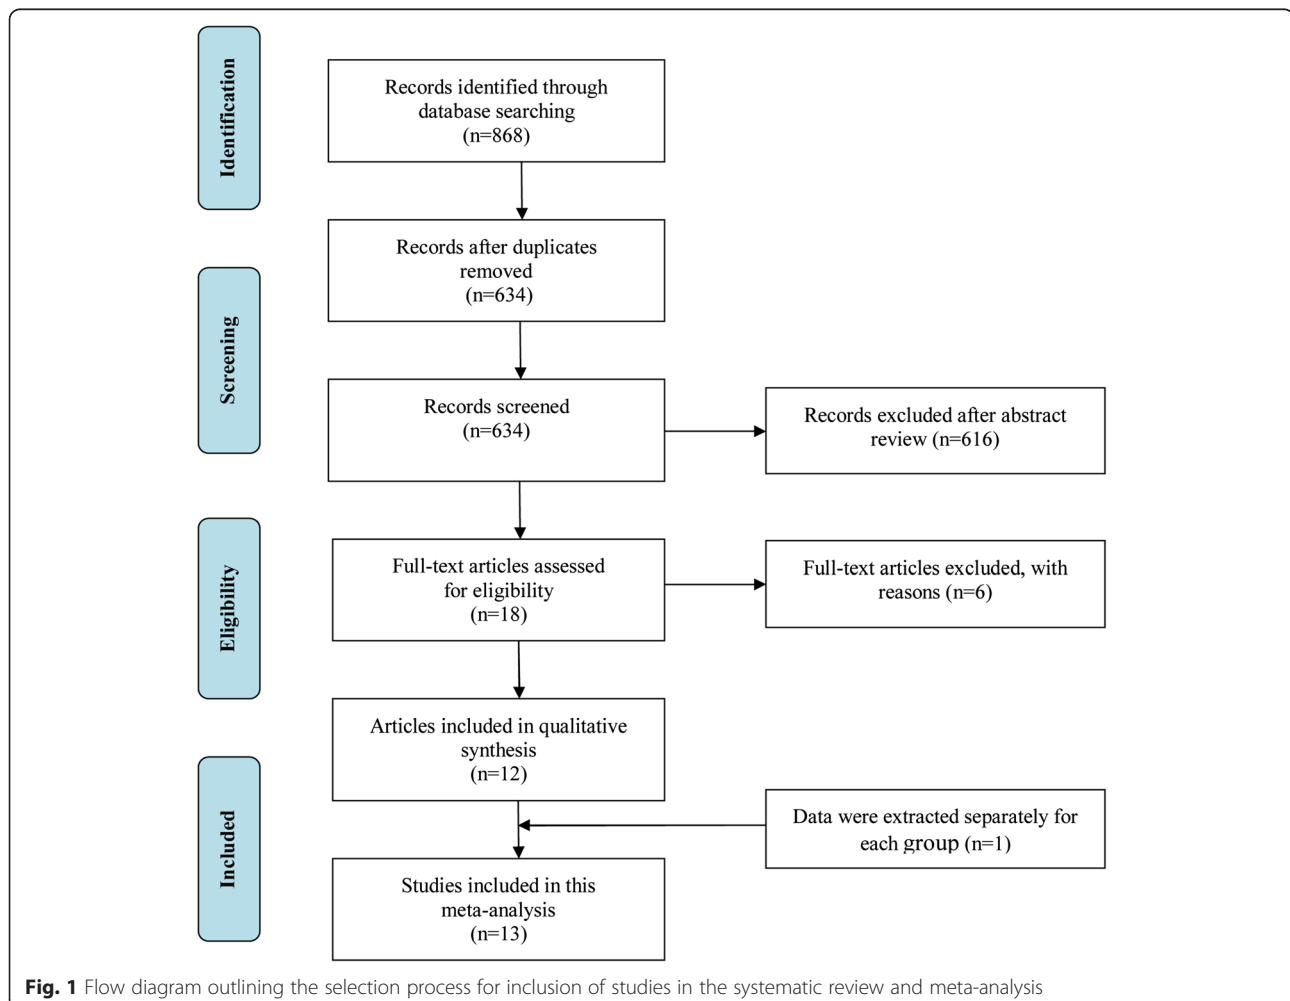 Identification
Records identified through
database searching
(n=868)
Records after duplicates
removed
(n=634)
Screening
Records screened
(n=634)
Records excluded after abstract
review (n=616)
Eligibility
Full-text articles assessed
for eligibility
(n=18)
Full-text articles excluded, with
reasons (n=6)
Articles included in qualitative
synthesis
(n=12)
Included
Data were extracted separately for
each group (n=1)
Studies included in this
meta-analysis
(n=13)
Fig. 1 Flow diagram outlining the selection process for inclusion of studies in the systematic review and meta-analysis